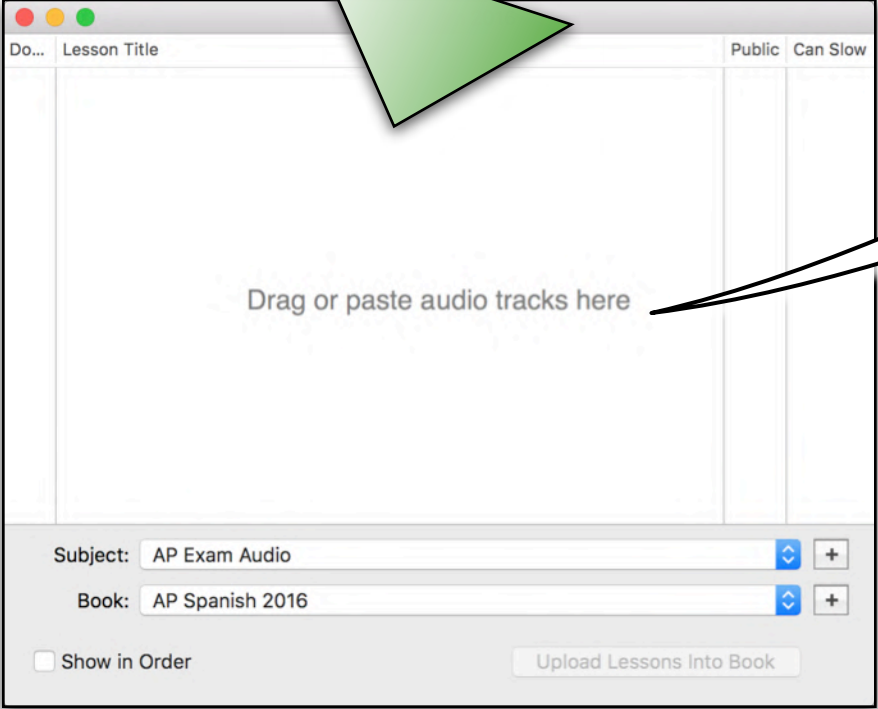 Do... Lesson Title Public Can Slow
Drag or paste audio tracks here
Subject: AP Exam Audio +
Book: AP Spanish 2016 +
Show in Order Upload Lessons Into Book